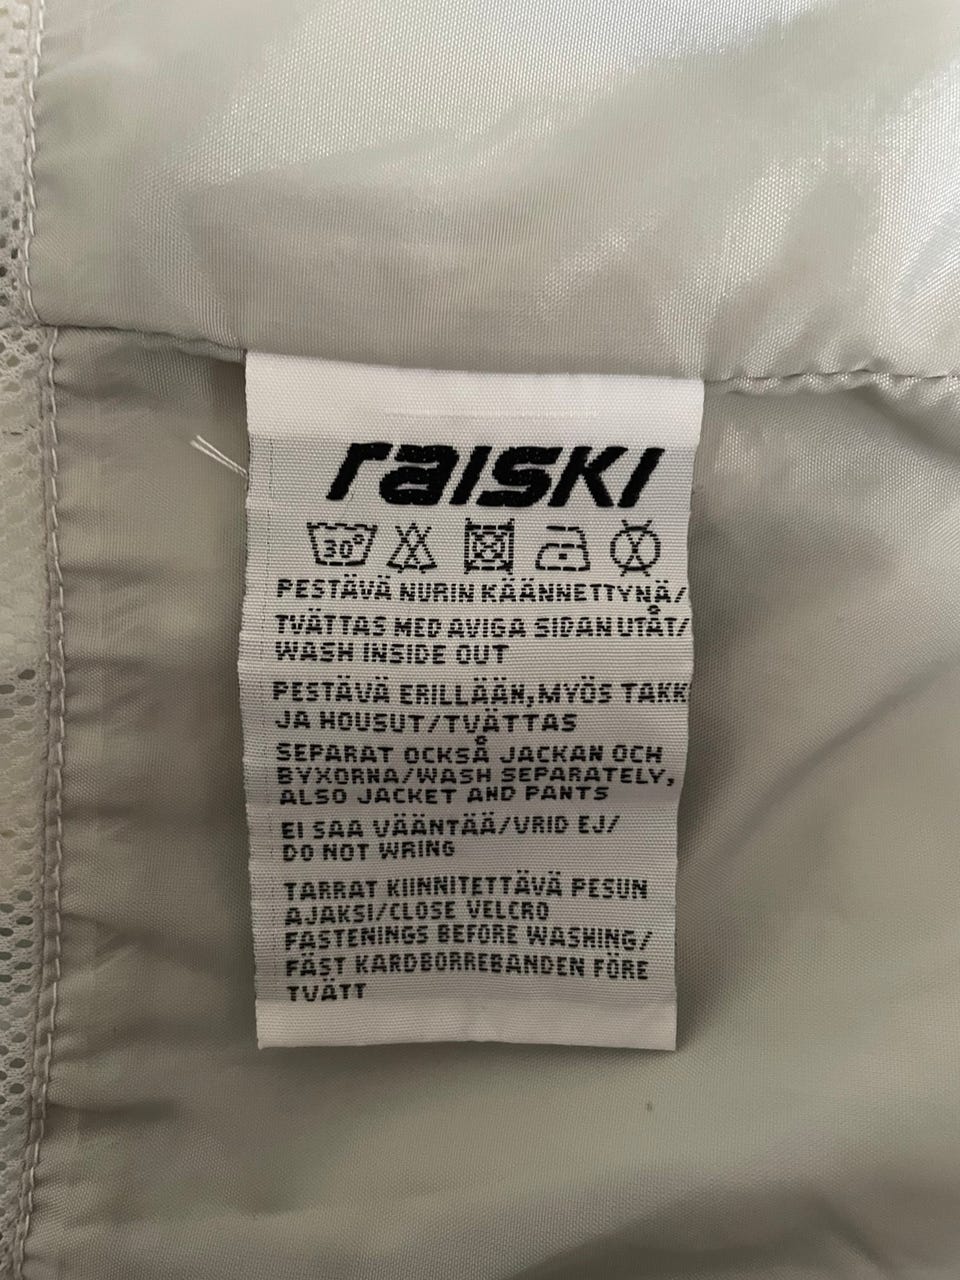 raiski
30°
PESTÄVÄ NURIN KÄÄNNETTYNÄ/
TVÄTTAS MED AVIGA SIDAN UTÅT/
WASH INSIDE OUT
PESTÄVÄ ERILLÄÄN, MYÖS TAKK
JA HOUSUT/TVÄTTAS
SEPARAT OCKSÅ JACKAN OCH
BYXORNA/WASH SEPARATELY,
ALSO JACKET AND PANTS
EI SAA VÄÄNTÄÄ/VRID EJ/
DO NOT WRING
TARRAT KIINNITETTÄVÄ PESUN
AJAKSI/CLOSE VELCRO
FASTENINGS BEFORE WASHING/
FÄST KARDBORREBANDEN FÖRE
TVÄTT